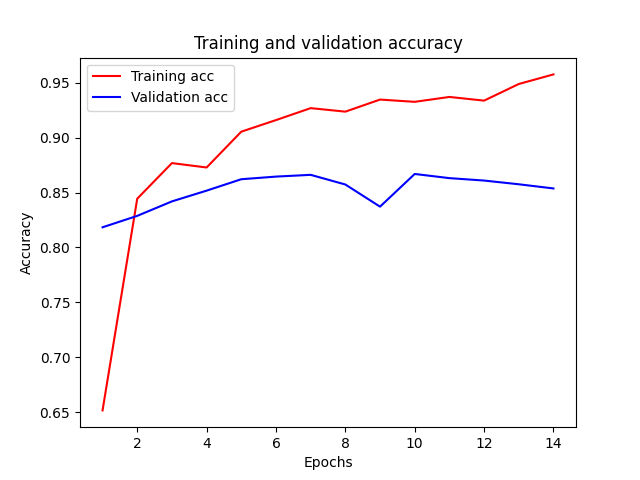 Training and validation accuracy
Training acc
Validation acc
0.95
0.90
0.85
0.80
0.75
0.70
0.65
Accuracy
2 4 6 8 10 12 14
Epochs